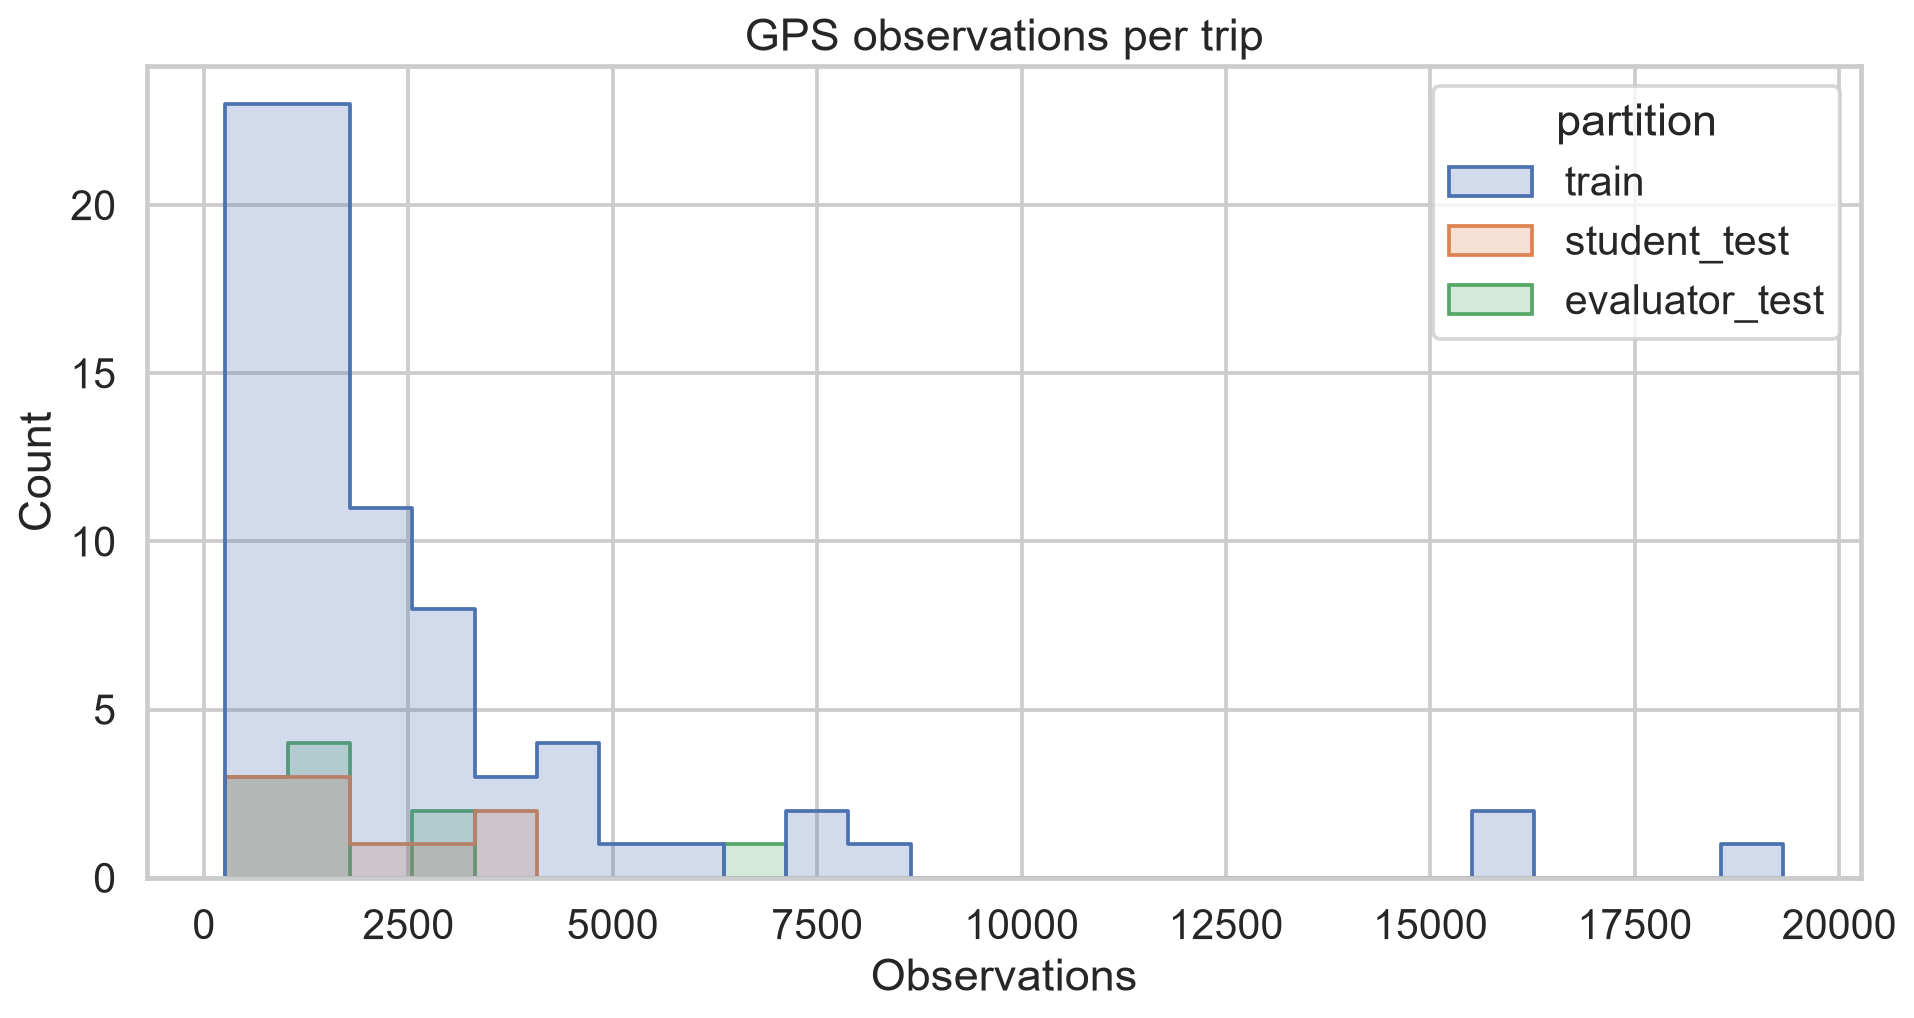 GPS observations per trip
partition
train
student_test
evaluator_test
Count
20
15
10
5
0
0 2500 5000 7500 10000 12500 15000 17500 20000
Observations